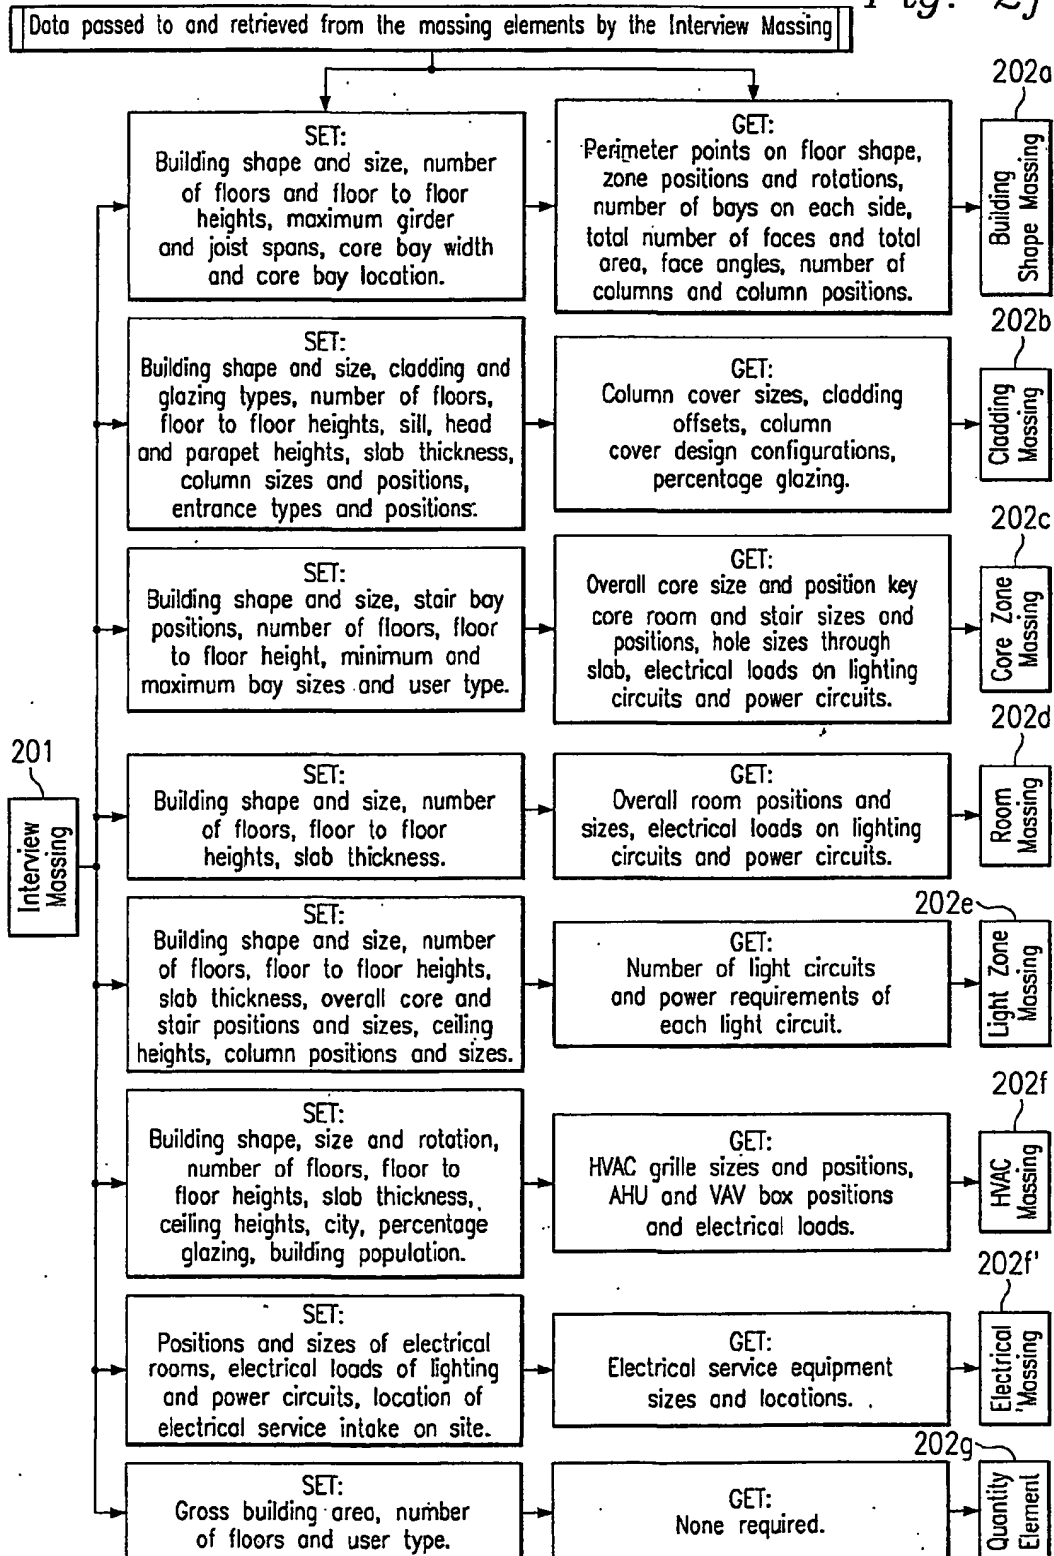 Fig. 2j
Data passed to and retrieved from the massing elements by the Interview Massing
202a
SET:
Building shape and size, number
of floors and floor to floor
heights, maximum girder
and joist spans, core bay width
and core bay location.
GET:
Perimeter points on floor shape,
zone positions and rotations,
number of bays on each side,
total number of faces and total
area, face angles, number of
columns and column positions.
Building
Shape Massing
202b
SET:
Building shape and size, cladding and
glazing types, number of floors,
floor to floor heights, sill, head
and parapet heights, slab thickness,
column sizes and positions,
entrance types and positions.
GET:
Column cover sizes, cladding
offsets, column
cover design configurations,
percentage glazing.
Cladding
Massing
202c
SET:
Building shape and size, stair bay
positions, number of floors, floor
to floor height, minimum and
maximum bay sizes and user type.
GET:
Overall core size and position key
core room and stair sizes and
positions, hole sizes through
slab, electrical loads on lighting
circuits and power circuits.
Core Zone
Massing
202d
201
Interview
Massing
SET:
Building shape and size, number
of floors, floor to floor
heights, slab thickness.
GET:
Overall room positions and
sizes, electrical loads on lighting
circuits and power circuits.
Room
Massing
202e
SET:
Building shape and size, number
of floors, floor to floor heights,
slab thickness, overall core and
stair positions and sizes, ceiling
heights, column positions and sizes.
GET:
Number of light circuits
and power requirements of
each light circuit.
Light Zone
Massing
202f
SET:
Building shape, size and rotation,
number of floors, floor to
floor heights, slab thickness,
ceiling heights, city, percentage
glazing, building population.
GET:
HVAC grille sizes and positions,
AHU and VAV box positions
and electrical loads.
HVAC
Massing
202f'
SET:
Positions and sizes of electrical
rooms, electrical loads of lighting
and power circuits, location of
electrical service intake on site.
GET:
Electrical service equipment
sizes and locations.
Electrical
Massing
202g
SET:
Gross building area, number
of floors and user type.
GET:
None required.
Quantity
Element